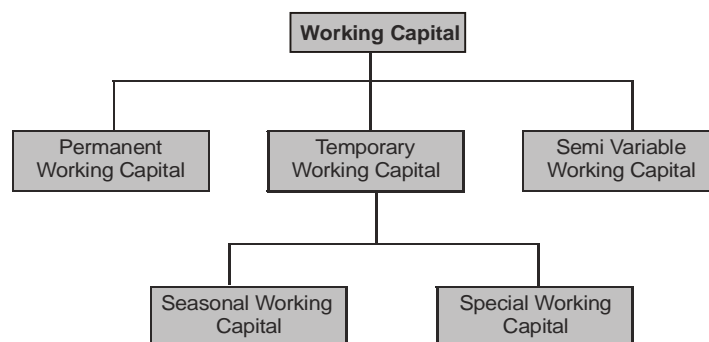 Working Capital
Permanent
Working Capital
Temporary
Working Capital
Semi Variable
Working Capital
Seasonal Working
Capital
Special Working
Capital